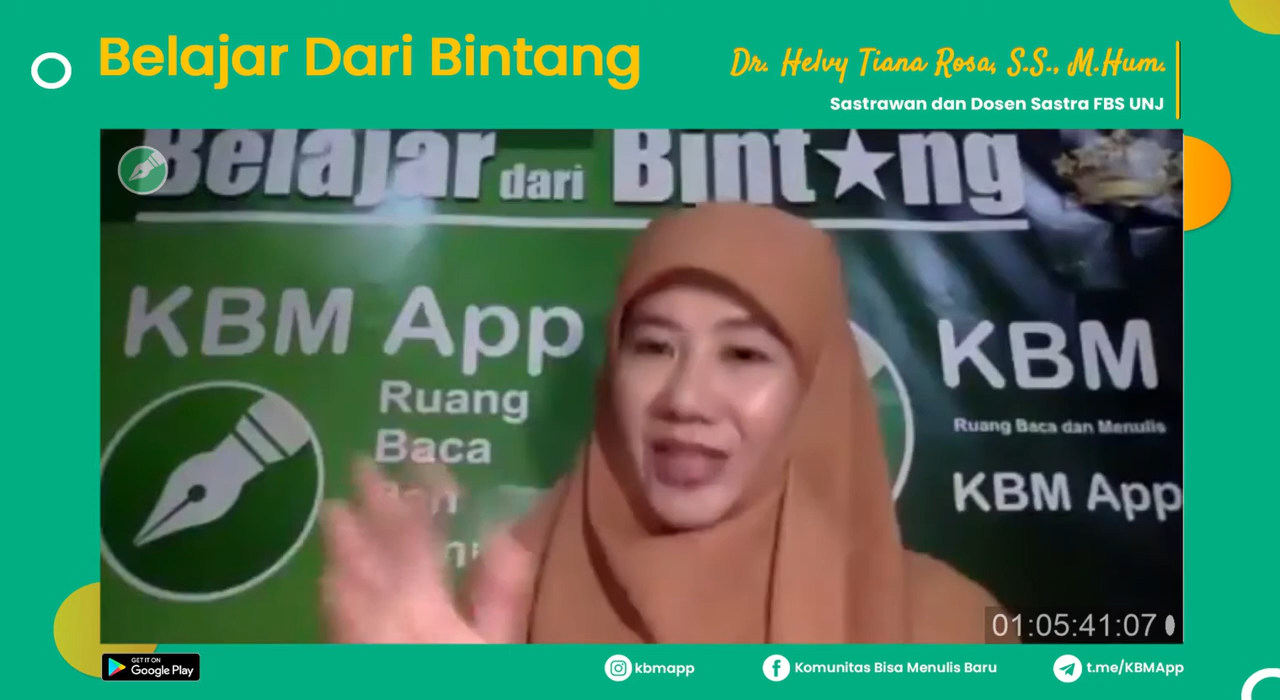 Belajar Dari Bintang
Dr. Helvy Tiana Rosa, S.S., M.Hum.
Sastrawan dan Dosen Sastra FBS UNJ
Belajar dari Bint★ng
KBM App
Ruang
Baca
KBM
Ruang Baca dan Menulis
KBM App
01:05:41:07
GET IT ON
Google Play
kbmapp
Komunitas Bisa Menulis Baru
t.me/KBMApp